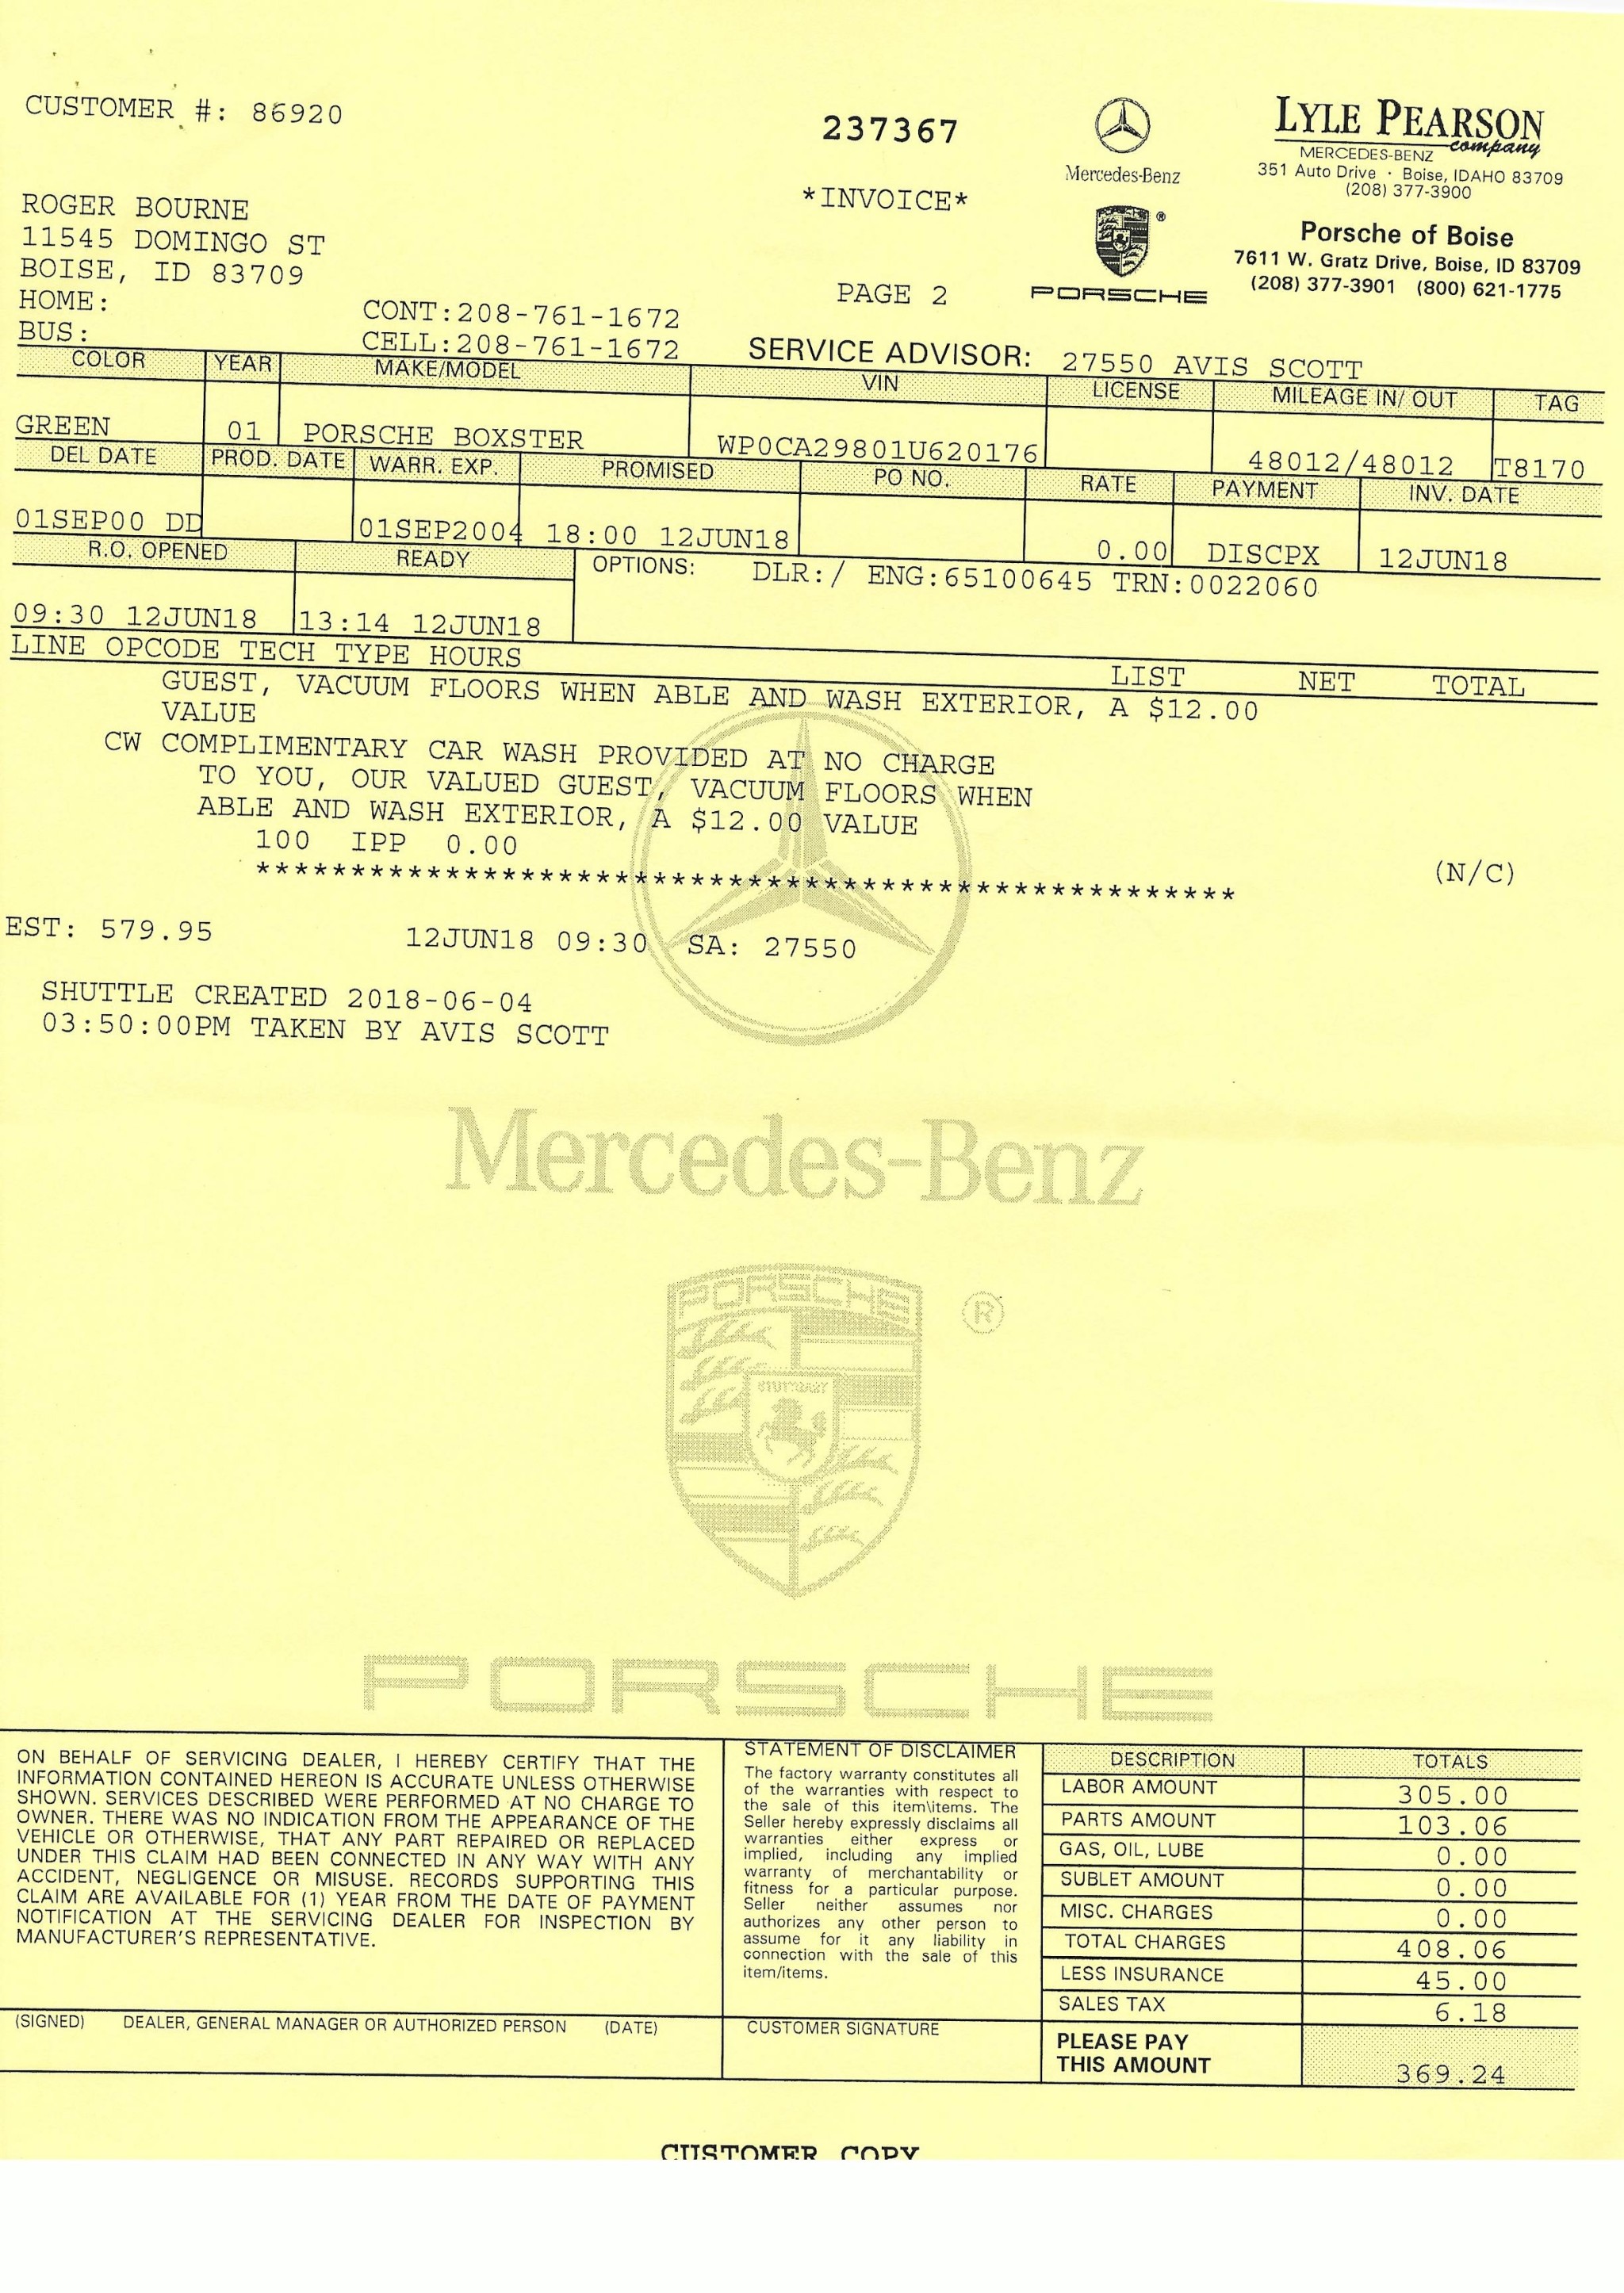 CUSTOMER #: 86920
237367
*INVOICE*
PAGE 2
Mercedes-Benz
PORSCHE
LYLE PEARSON
company
MERCEDES-BENZ
351 Auto Drive · Boise, IDAHO 83709
(208) 377-3900
Porsche of Boise
7611 W. Gratz Drive, Boise, ID 83709
(208) 377-3901 (800) 621-1775
ROGER BOURNE
11545 DOMINGO ST
BOISE, ID 83709
HOME: CONT:208-761-1672
BUS: CELL:208-761-1672
SERVICE ADVISOR: 27550 AVIS SCOTT
COLOR YEAR MAKE/MODEL VIN LICENSE MILEAGE IN/ OUT TAG
GREEN 01 PORSCHE BOXSTER WP0CA29801U620176 48012/48012 T8170
DEL DATE PROD. DATE WARR. EXP. PROMISED PO NO. RATE PAYMENT INV. DATE
01SEP00 DD 01SEP2004 18:00 12JUN18 0.00 DISCPX 12JUN18
R.O. OPENED READY OPTIONS: DLR:/ ENG:65100645 TRN:0022060
09:30 12JUN18 13:14 12JUN18
LINE OPCODE TECH TYPE HOURS LIST NET TOTAL
GUEST, VACUUM FLOORS WHEN ABLE AND WASH EXTERIOR, A $12.00
VALUE
CW COMPLIMENTARY CAR WASH PROVIDED AT NO CHARGE
TO YOU, OUR VALUED GUEST, VACUUM FLOORS WHEN
ABLE AND WASH EXTERIOR, A $12.00 VALUE
100 IPP 0.00 (N/C)
****************************************************
EST: 579.95 12JUN18 09:30 SA: 27550
SHUTTLE CREATED 2018-06-04
03:50:00PM TAKEN BY AVIS SCOTT
Mercedes-Benz
PORSCHE
STUTTGART
®
PORSCHE
ON BEHALF OF SERVICING DEALER, I HEREBY CERTIFY THAT THE
INFORMATION CONTAINED HEREON IS ACCURATE UNLESS OTHERWISE
SHOWN. SERVICES DESCRIBED WERE PERFORMED AT NO CHARGE TO
OWNER. THERE WAS NO INDICATION FROM THE APPEARANCE OF THE
VEHICLE OR OTHERWISE, THAT ANY PART REPAIRED OR REPLACED
UNDER THIS CLAIM HAD BEEN CONNECTED IN ANY WAY WITH ANY
ACCIDENT, NEGLIGENCE OR MISUSE. RECORDS SUPPORTING THIS
CLAIM ARE AVAILABLE FOR (1) YEAR FROM THE DATE OF PAYMENT
NOTIFICATION AT THE SERVICING DEALER FOR INSPECTION BY
MANUFACTURER'S REPRESENTATIVE.
(SIGNED) DEALER, GENERAL MANAGER OR AUTHORIZED PERSON (DATE)
STATEMENT OF DISCLAIMER
The factory warranty constitutes all
of the warranties with respect to
the sale of this item\items. The
Seller hereby expressly disclaims all
warranties either express or
implied, including any implied
warranty of merchantability or
fitness for a particular purpose.
Seller neither assumes nor
authorizes any other person to
assume for it any liability in
connection with the sale of this
item/items.
CUSTOMER SIGNATURE
DESCRIPTION TOTALS
LABOR AMOUNT 305.00
PARTS AMOUNT 103.06
GAS, OIL, LUBE 0.00
SUBLET AMOUNT 0.00
MISC. CHARGES 0.00
TOTAL CHARGES 408.06
LESS INSURANCE 45.00
SALES TAX 6.18
PLEASE PAY
THIS AMOUNT 369.24
CUSTOMER COPY